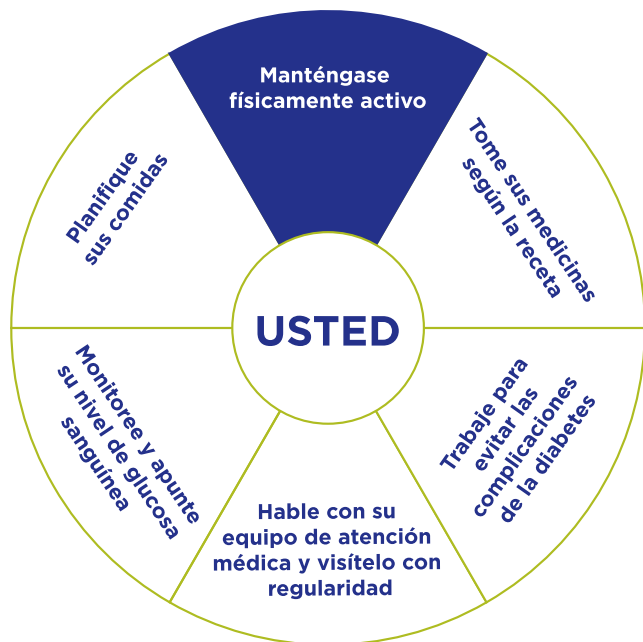 Manténgase
físicamente activo
Tome sus medicinas
según la receta
Trabaje para
evitar las
complicaciones
de la diabetes
Hable con su
equipo de atención
médica y visítelo con
regularidad
Monitoree y apunte
su nivel de glucosa
sanguínea
Planifique
sus comidas
USTED